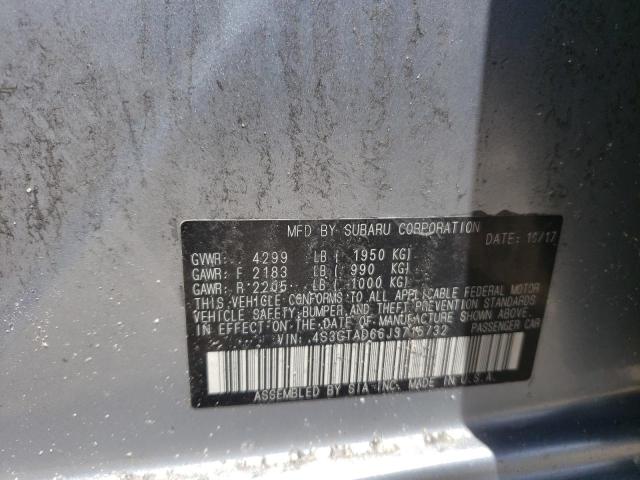 MFD BY SUBARU CORPORATION
DATE: 10/17
GVWR: 4299 LB ( 1950 KG)
GAWR: F 2183 LB ( 990 KG)
GAWR: R 2205 LB ( 1000 KG)
THIS VEHICLE CONFORMS TO ALL APPLICABLE FEDERAL MOTOR
VEHICLE SAFETY, BUMPER, AND THEFT PREVENTION STANDARDS
IN EFFECT ON THE DATE OF MANUFACTURE SHOWN ABOVE.
VIN: PASSENGER CAR
ASSEMBLED BY SIA, INC. MADE IN U.S.A.